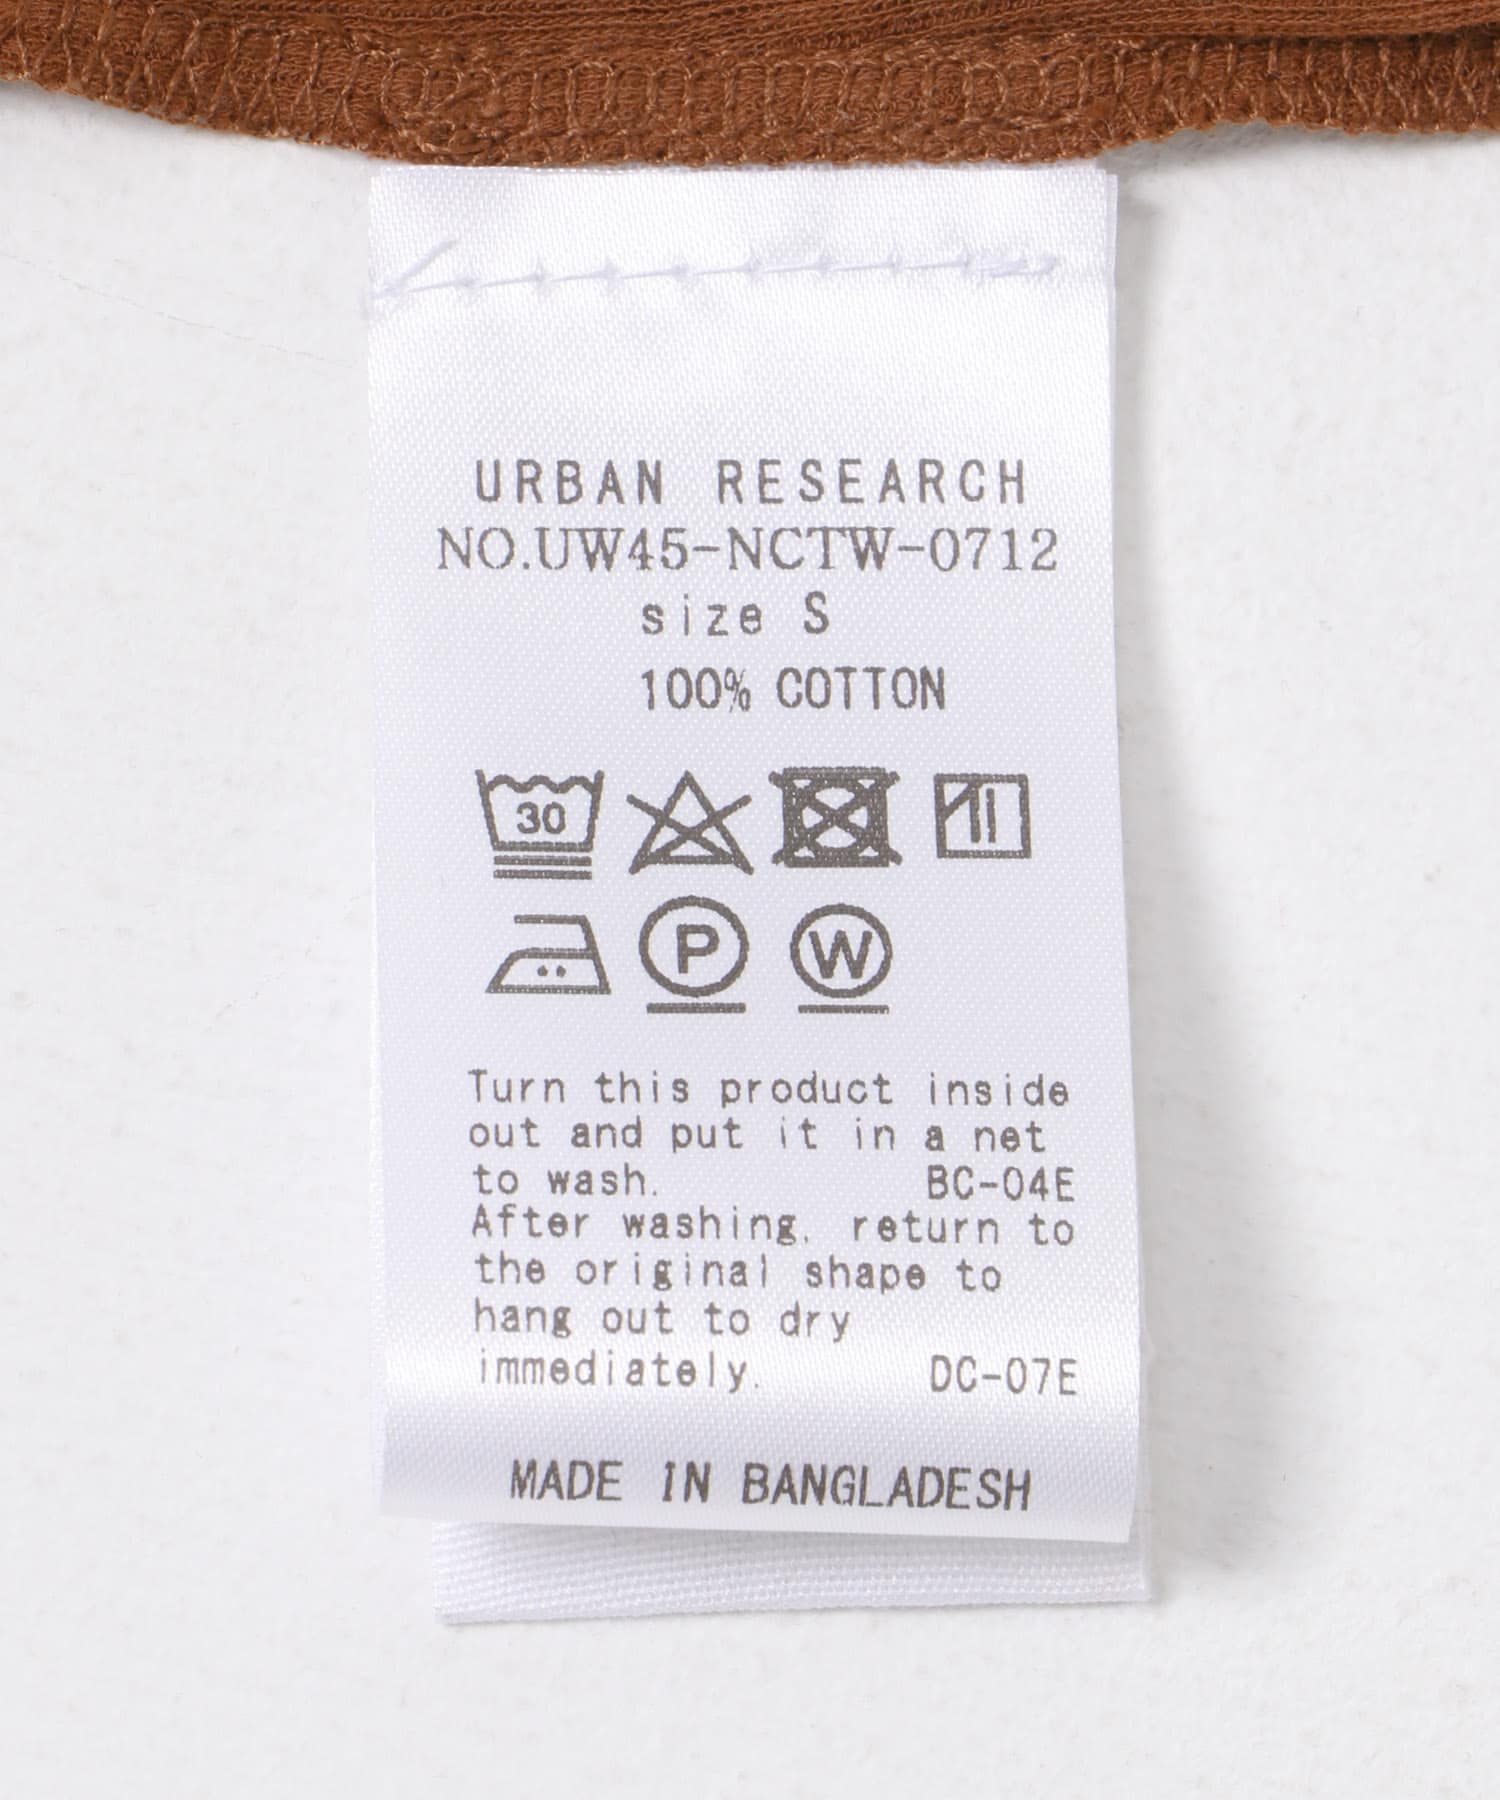 URBAN RESEARCH
NO.UW45-NCTW-0712
size S
100% COTTON
30
P W
Turn this product inside
out and put it in a net
to wash. BC-04E
After washing, return to
the original shape to
hang out to dry
immediately. DC-07E
MADE IN BANGLADESH